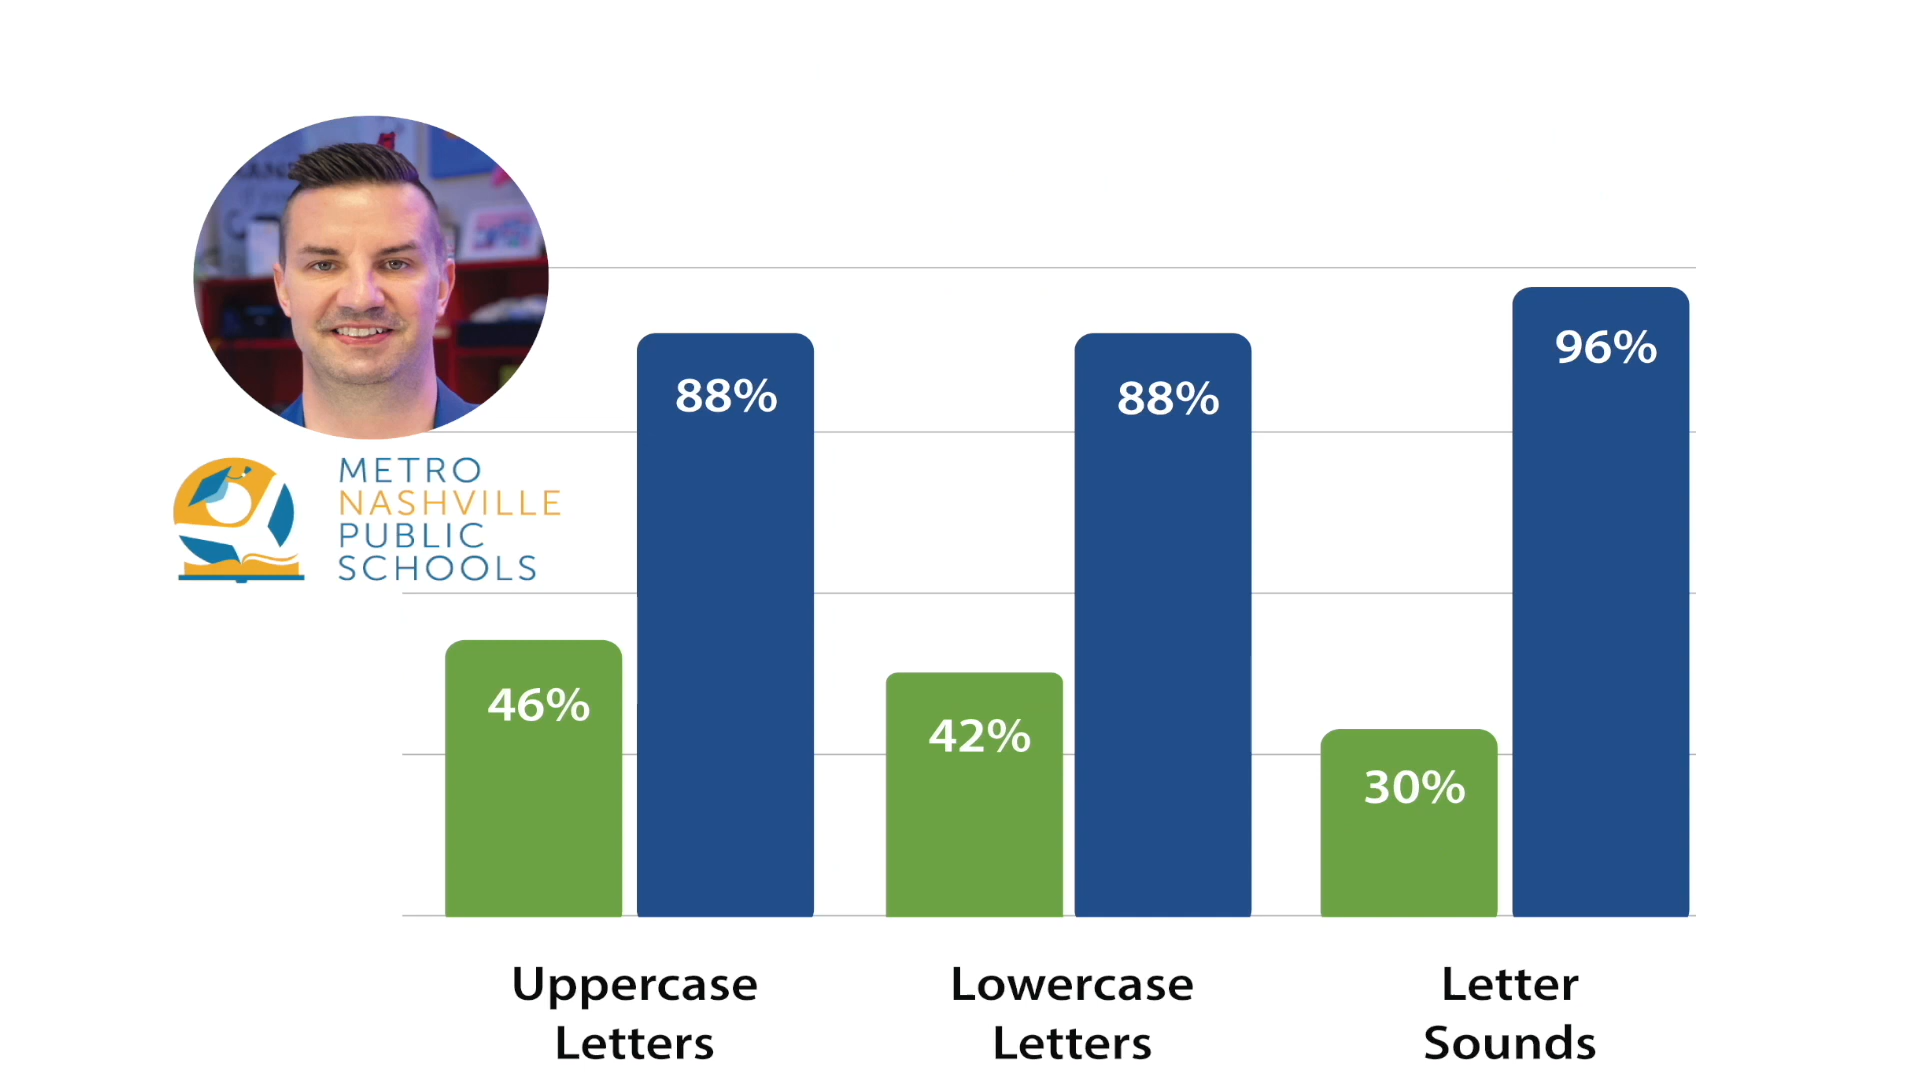 METRO
NASHVILLE
PUBLIC
SCHOOLS
46%
88%
42%
88%
30%
96%
Uppercase
Letters
Lowercase
Letters
Letter
Sounds